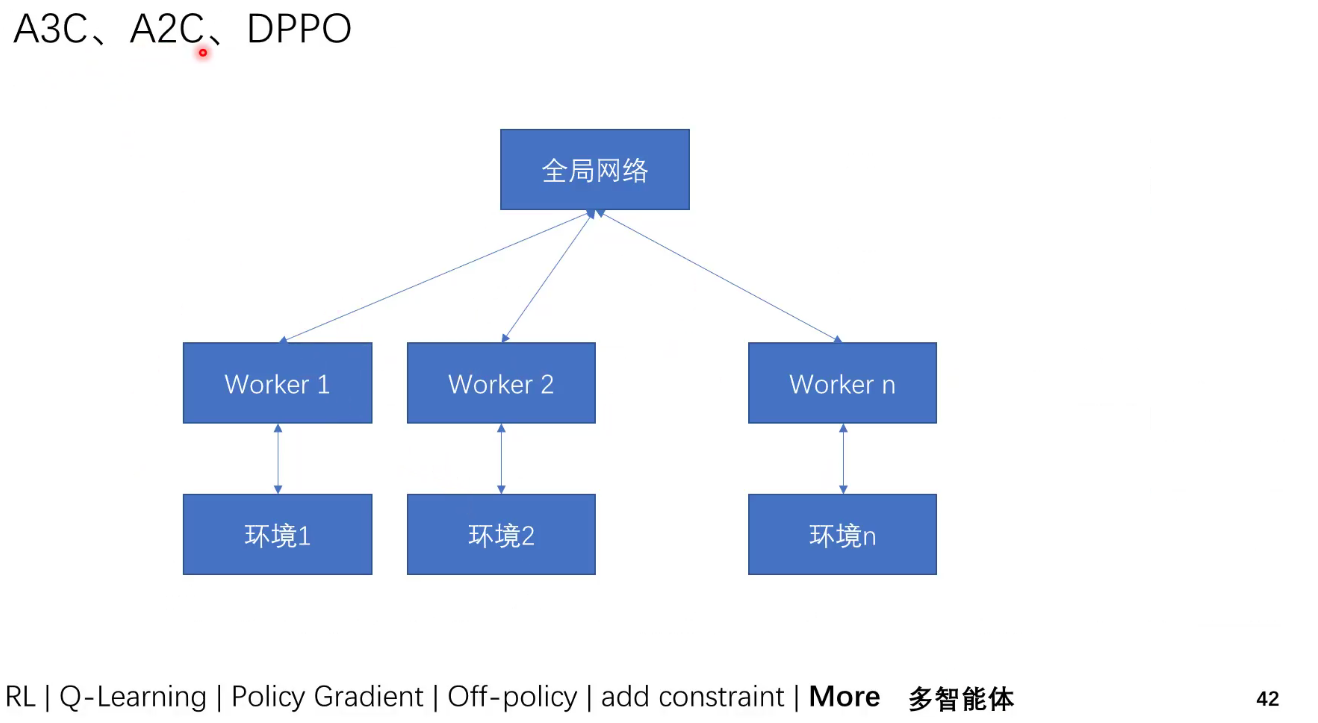 A3C、A2C、DPPO
全局网络
Worker 1
Worker 2
Worker n
环境1
环境2
环境n
RL | Q-Learning | Policy Gradient | Off-policy | add constraint | More 多智能体
42